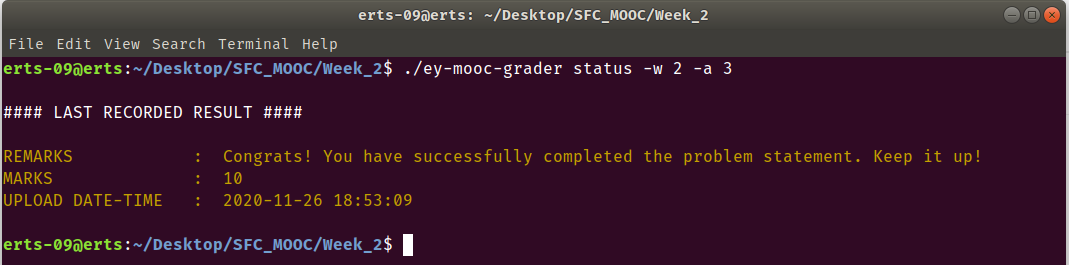 erts-09@erts: ~/Desktop/SFC_MOOC/Week_2
File Edit View Search Terminal Help
erts-09@erts:~/Desktop/SFC_MOOC/Week_2$ ./ey-mooc-grader status -w 2 -a 3
#### LAST RECORDED RESULT ####
REMARKS : Congrats! You have successfully completed the problem statement. Keep it up!
MARKS : 10
UPLOAD DATE-TIME : 2020-11-26 18:53:09
erts-09@erts:~/Desktop/SFC_MOOC/Week_2$